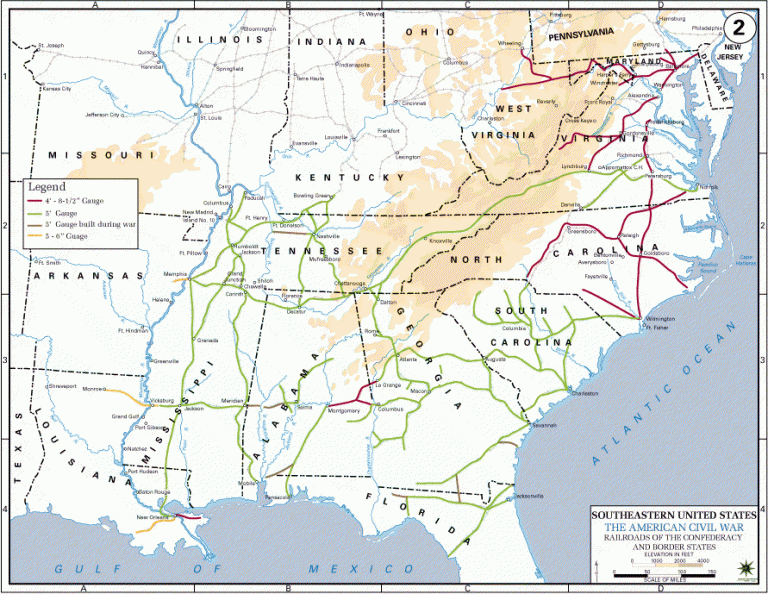 A
B
C
D
2
1
1
2
2
3
3
4
4
ILLINOIS
INDIANA
OHIO
PENNSYLVANIA
NEW
JERSEY
MARYLAND
DELAWARE
WEST
VIRGINIA
VIRGINIA
MISSOURI
KENTUCKY
TENNESSEE
NORTH
CAROLINA
ARKANSAS
SOUTH
CAROLINA
GEORGIA
ALABAMA
MISSISSIPPI
LOUISIANA
TEXAS
FLORIDA
ATLANTIC OCEAN
GULF OF MEXICO
St. Joseph
Quincy
Hannibal
Bloomington
Springfield
Ft. Wayne
Indianapolis
Terre Haute
Columbus
Wheeling
Pittsburg
Harrisburg
Philadelphia
Gettysburg
Kansas City
Jefferson City
Alton
St. Louis
Cincinnati
Evansville
Louisville
Frankfort
Lexington
Charleston
Beverly
Winchester
Washington
Alexandria
Cross Keys
Lynchburg
Appomattox C.H.
Richmond
Petersburg
Norfolk
Danville
Legend
4' - 8-1/2" Gauge
5' Gauge
5' Gauge built during war
5 - 6" Guage
Cairo
Paducah
Columbus
New Madrid
Island No. 10
Bowling Green
Ft. Henry
Ft. Donelson
Nashville
Murfreesboro
Knoxville
Greensboro
Raleigh
Goldsboro
Bentonville
Averysboro
Pamlico
Sound
Cape
Hatteras
Ft. Pillow
Humboldt
Jackson
Memphis
Grand
Junction
Shiloh
Corinth
Florence
Decatur
Chattanooga
Dalton
Ft. Smith
Helena
Ft. Hindman
Grenada
Greenville
Rome
Atlanta
Augusta
Columbia
Wilmington
Ft. Fisher
Charleston
Savannah
Shreveport
Monroe
Vicksburg
Jackson
Meridian
Selma
Montgomery
La Grange
Columbus
Macon
Grand Gulf
Port Gibson
Natchez
Port Hudson
Baton Rouge
New Orleans
Mobile
Pensacola
Jacksonville
SOUTHEASTERN UNITED STATES
THE AMERICAN CIVIL WAR
RAILROADS OF THE CONFEDERACY
AND BORDER STATES
ELEVATION IN FEET
0 1000 2000 4000
0 50 100 150
SCALE OF MILES
A
B
C
D